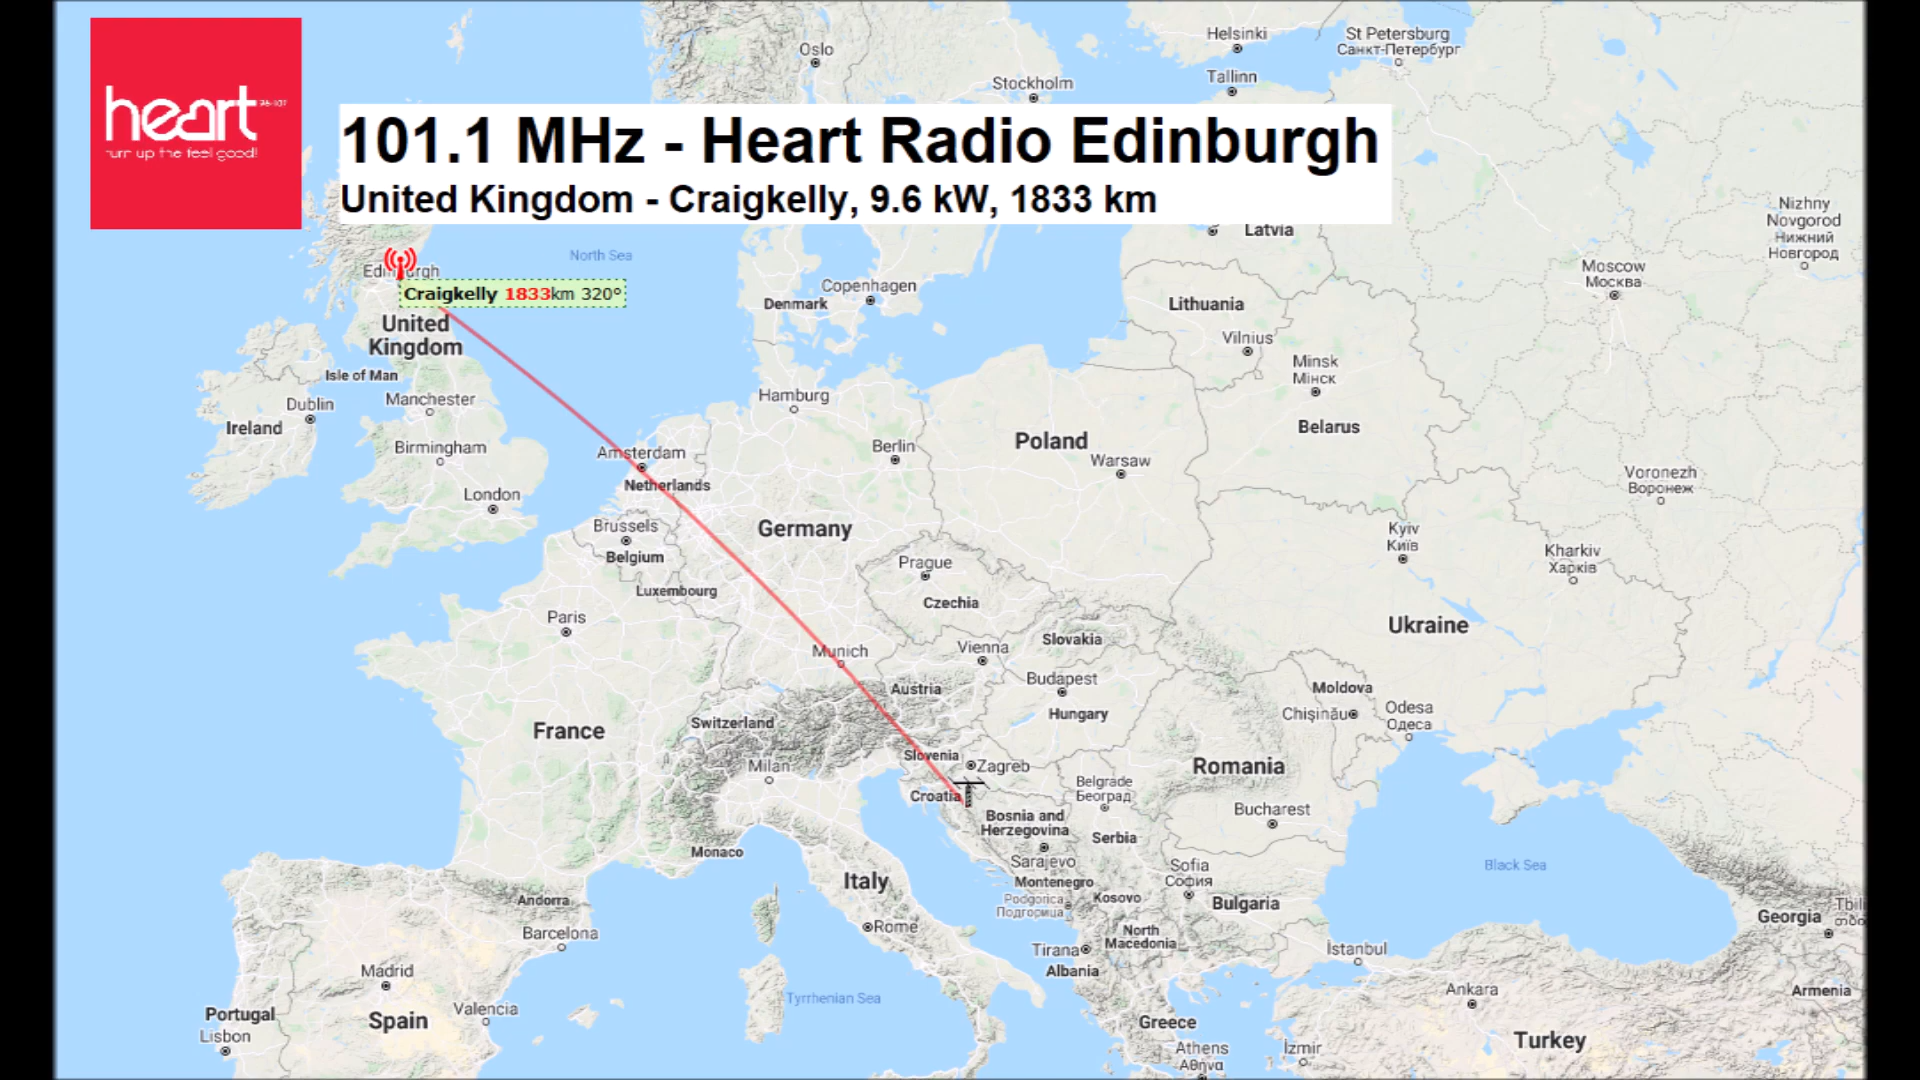 heart
turn up the feel good!
101.1 MHz - Heart Radio Edinburgh
United Kingdom - Craigkelly, 9.6 kW, 1833 km
Oslo
Stockholm
Helsinki
Tallinn
St Petersburg
Санкт-Петербург
Latvia
Nizhny
Novgorod
Нижний
Новгород
Moscow
Москва
North Sea
Edinburgh
Craigkelly 1833km 320°
United
Kingdom
Isle of Man
Dublin
Ireland
Manchester
Birmingham
London
Denmark
Copenhagen
Lithuania
Vilnius
Minsk
Мінск
Belarus
Hamburg
Berlin
Poland
Warsaw
Amsterdam
Netherlands
Brussels
Belgium
Luxembourg
Germany
Prague
Czechia
Voronezh
Воронеж
Kyiv
Київ
Kharkiv
Харків
Ukraine
Paris
France
Munich
Vienna
Slovakia
Austria
Budapest
Hungary
Moldova
Chișinău
Odesa
Одеса
Switzerland
Milan
Slovenia
Zagreb
Croatia
Belgrade
Београд
Romania
Bucharest
Bosnia and
Herzegovina
Serbia
Sarajevo
Monaco
Italy
Montenegro
Podgorica
Подгорица
Kosovo
Sofia
София
Bulgaria
Black Sea
Andorra
Barcelona
Rome
North
Macedonia
Tirana
Albania
İstanbul
Georgia
Madrid
Spain
Valencia
Portugal
Lisbon
Tyrrhenian Sea
Greece
Athens
Αθήνα
İzmir
Ankara
Turkey
Armenia